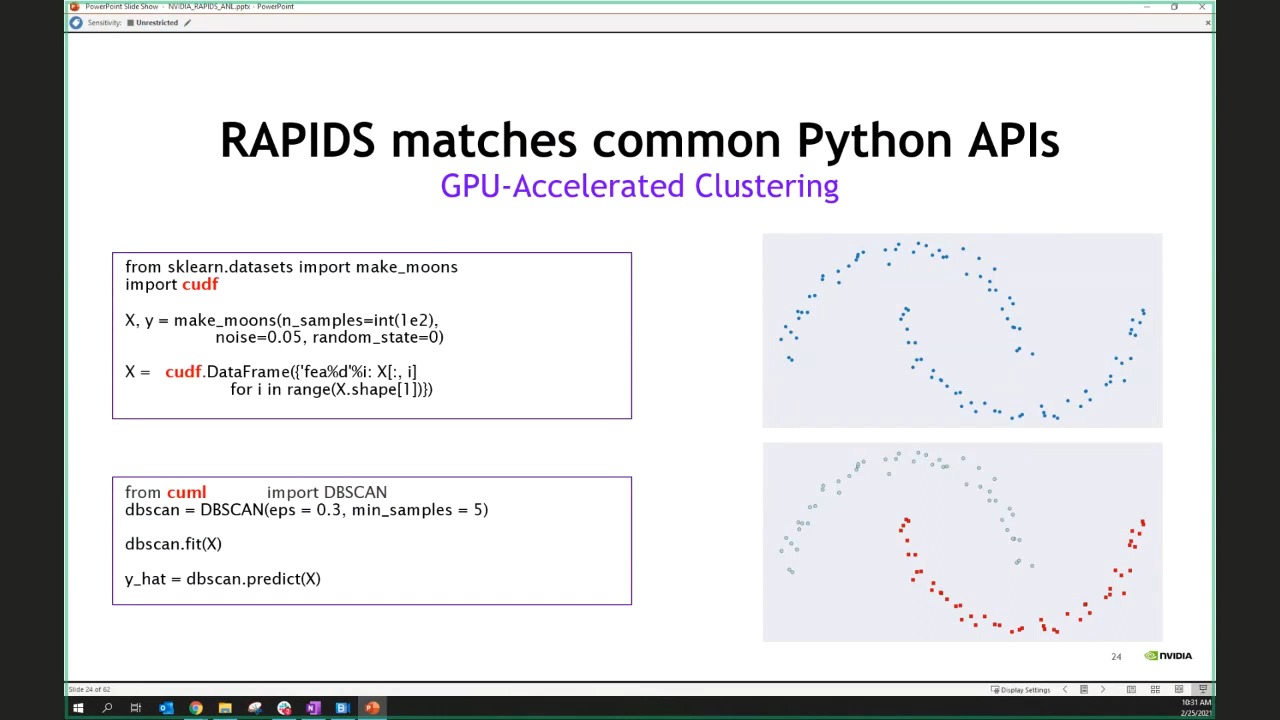 PowerPoint Slide Show - NVIDIA_RAPIDS_ANL.pptx - PowerPoint
Sensitivity: Unrestricted
RAPIDS matches common Python APIs
GPU-Accelerated Clustering
from sklearn.datasets import make_moons
import cudf
X, y = make_moons(n_samples=int(1e2),
noise=0.05, random_state=0)
X = cudf.DataFrame({'fea%d'%i: X[:, i]
for i in range(X.shape[1])})
from cuml import DBSCAN
dbscan = DBSCAN(eps = 0.3, min_samples = 5)
dbscan.fit(X)
y_hat = dbscan.predict(X)
24 NVIDIA
Slide 24 of 62
Display Settings
10:31 AM
2/25/2021